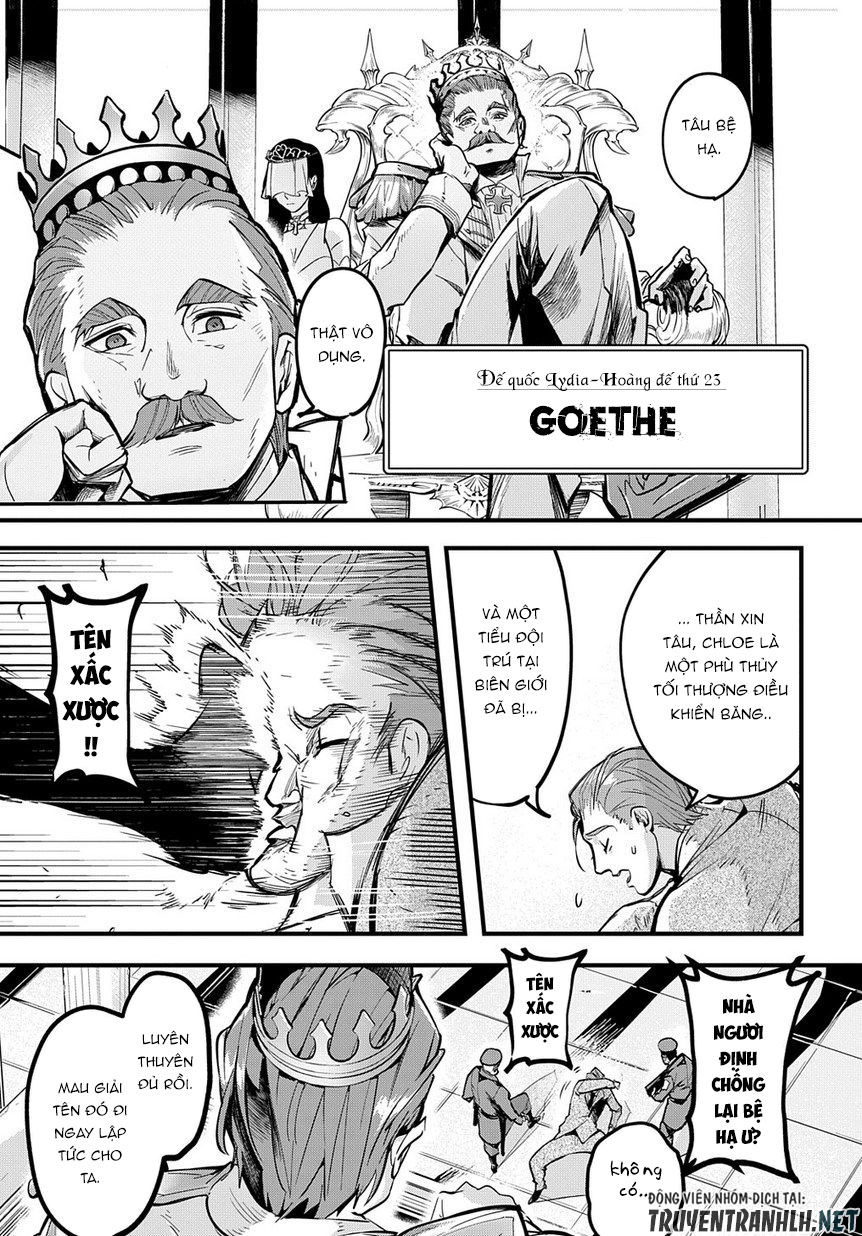 TÂU BỆ
HẠ.
THẬT VÔ
DỤNG.
Đế quốc Lydia-Hoàng đế thứ 23
GOETHE
... THẦN XIN
TÂU, CHLOE LÀ
MỘT PHÙ THỦY
TỐI THƯỢNG ĐIỀU
KHIỂN BĂNG..
VÀ MỘT
TIỂU ĐỘI
TRÚ TẠI
BIÊN GIỚI
ĐÃ BỊ...
TÊN
XẤC
XƯỢC
!!
NHÀ
NGƯƠI
ĐỊNH
CHỐNG
LẠI BỆ
HẠ Ư?
TÊN
XẤC
XƯỢC
không
có...
LUYÊN
THUYÊN
ĐỦ RỒI.
MAU GIẢI
TÊN ĐÓ ĐI
NGAY LẬP
TỨC CHO
TA.
ĐỘNG VIÊN NHÓM DỊCH TẠI:
TRUYENTRANHLH.NET